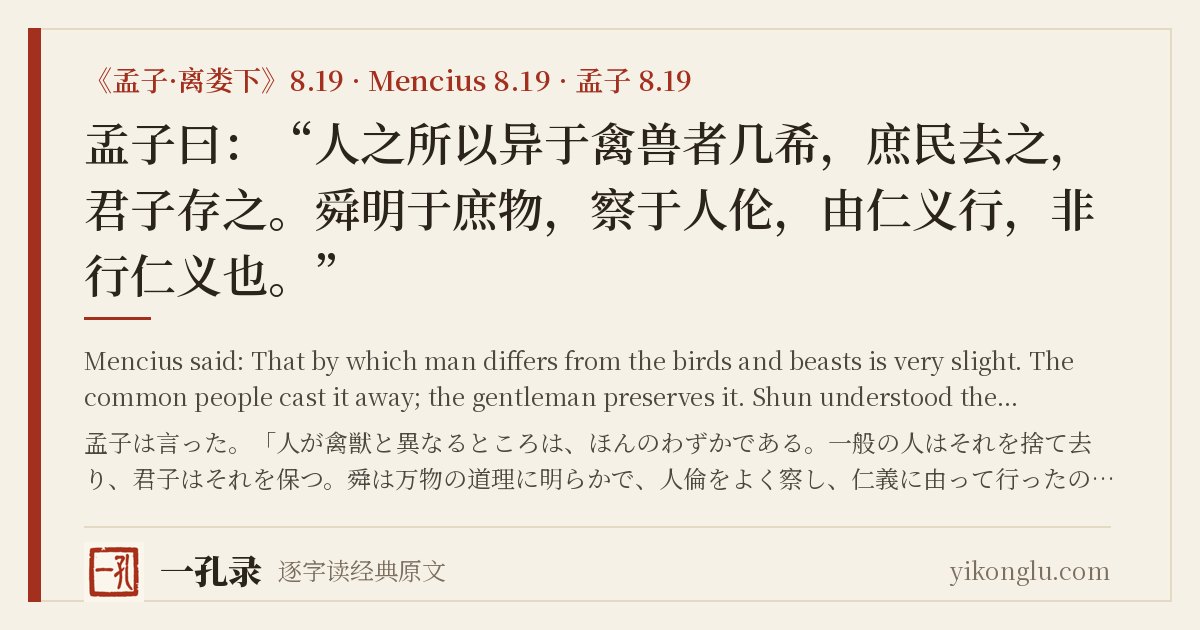 《孟子·离娄下》8.19 · Mencius 8.19 · 孟子 8.19
孟子曰：“人之所以异于禽兽者几希，庶民去之，
君子存之。舜明于庶物，察于人伦，由仁义行，非
行仁义也。”
Mencius said: That by which man differs from the birds and beasts is very slight. The
common people cast it away; the gentleman preserves it. Shun understood the...
孟子は言った。「人が禽獣と異なるところは、ほんのわずかである。一般の人はそれを捨て去
り、君子はそれを保つ。舜は万物の道理に明らかで、人倫をよく察し、仁義に由って行ったの…
一孔
一孔录 逐字读经典原文 yikonglu.com